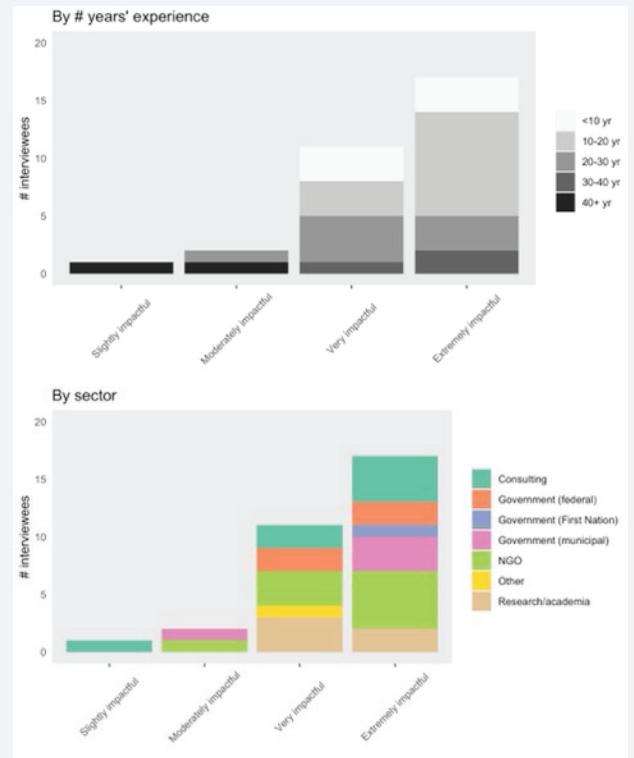 By # years' experience
20
15
10
5
0
# interviewees
<10 yr
10-20 yr
20-30 yr
30-40 yr
40+ yr
Slightly impactful
Moderately impactful
Very impactful
Extremely impactful
By sector
20
15
10
5
0
# interviewees
Consulting
Government (federal)
Government (First Nation)
Government (municipal)
NGO
Other
Research/academia
Slightly impactful
Moderately impactful
Very impactful
Extremely impactful